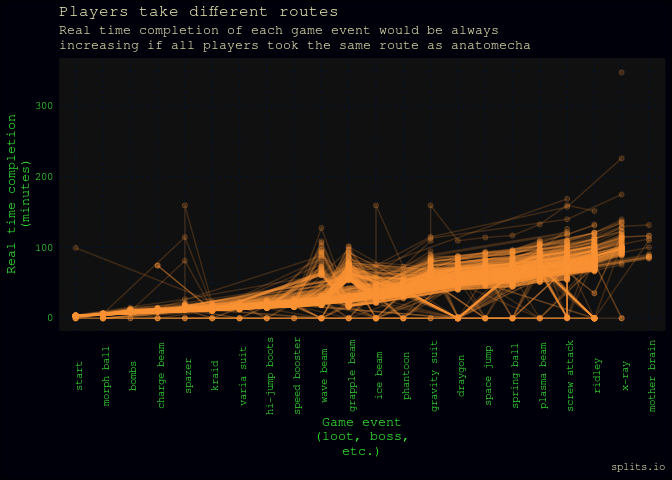 Players take different routes
Real time completion of each game event would be always
increasing if all players took the same route as anatomecha
Real time completion
(minutes)
300
200
100
0
start
morph ball
bombs
charge beam
spazer
kraid
varia suit
hi-jump boots
speed booster
wave beam
grapple beam
ice beam
phantoon
gravity suit
draygon
space jump
spring ball
plasma beam
screw attack
ridley
x-ray
mother brain
Game event
(loot, boss,
etc.)
splits.io